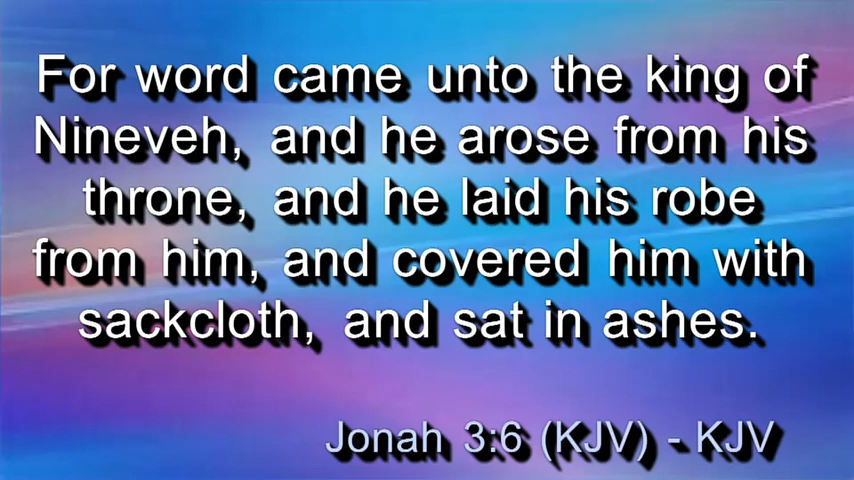 For word came unto the king of
Nineveh, and he arose from his
throne, and he laid his robe
from him, and covered him with
sackcloth, and sat in ashes.
Jonah 3:6 (KJV) - KJV